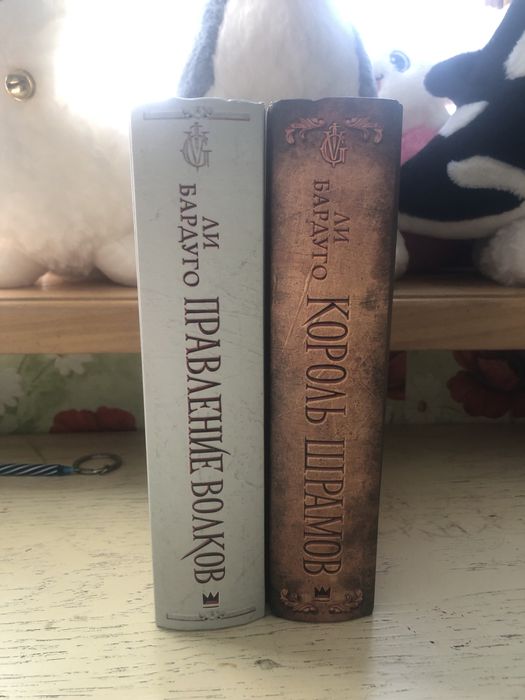 ЛИ
БАРДУГО
ПРАВЛЕНИЕ ВОЛКОВ
ЛИ
БАРДУГО
КОРОЛЬ ШРАМОВ